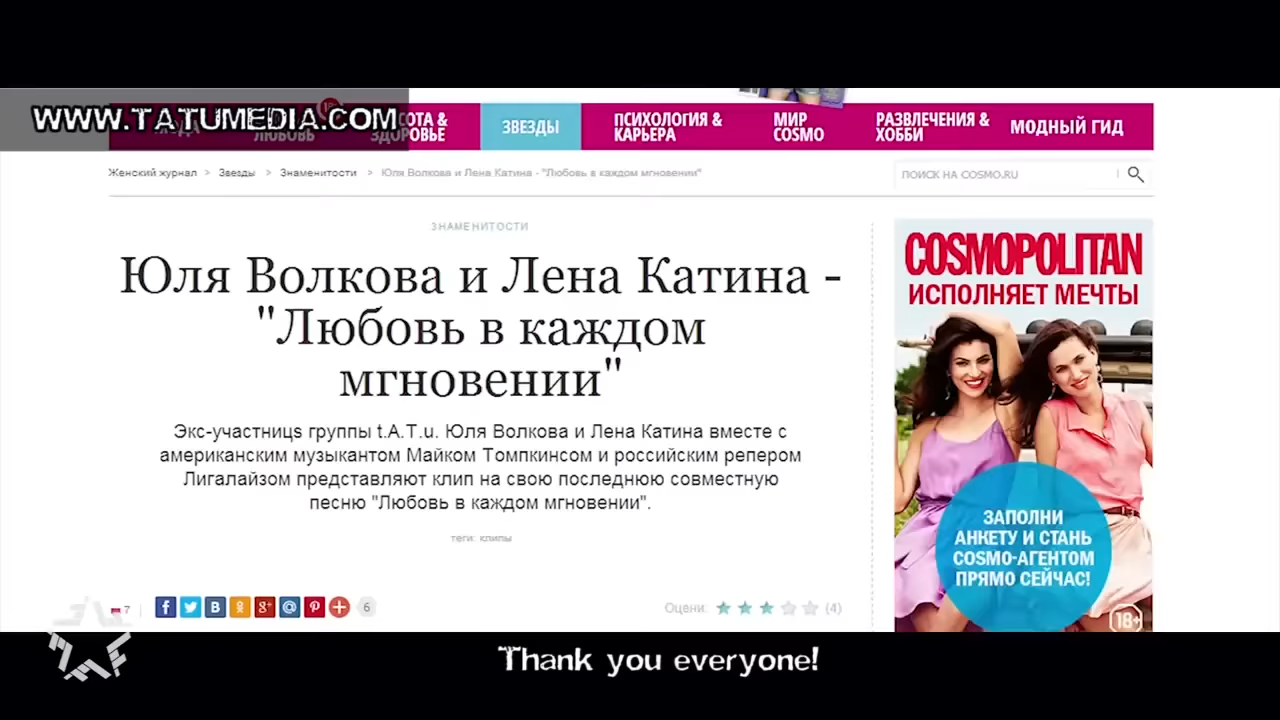 WWW.TATUMEDIA.COM
ЛЮБОВЬ
ЗДОРОВЬЕ
ЗВЕЗДЫ
ПСИХОЛОГИЯ &
КАРЬЕРА
МИР
COSMO
РАЗВЛЕЧЕНИЯ &
ХОББИ
МОДНЫЙ ГИД
Женский журнал > Звезды > Знаменитости > Юля Волкова и Лена Катина - "Любовь в каждом мгновении"
ПОИСК НА COSMO.RU
ЗНАМЕНИТОСТИ
Юля Волкова и Лена Катина -
"Любовь в каждом
мгновении"
Экс-участницs группы t.A.T.u. Юля Волкова и Лена Катина вместе с
американским музыкантом Майком Томпкинсом и российским репером
Лигалайзом представляют клип на свою последнюю совместную
песню "Любовь в каждом мгновении".
теги: клипы
7
6
Оцени:
(4)
COSMOPOLITAN
ИСПОЛНЯЕТ МЕЧТЫ
ЗАПОЛНИ
АНКЕТУ И СТАНЬ
COSMO-АГЕНТОМ
ПРЯМО СЕЙЧАС!
18+
Thank you everyone!